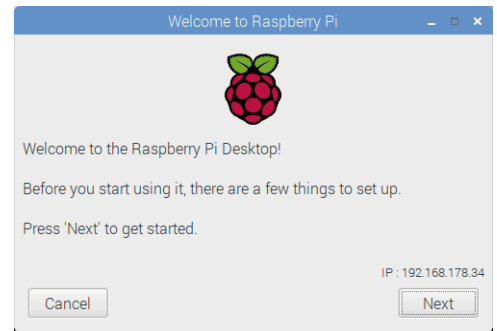 Welcome to Raspberry Pi
Welcome to the Raspberry Pi Desktop!
Before you start using it, there are a few things to set up.
Press 'Next' to get started.
IP : 192.168.178.34
Cancel
Next